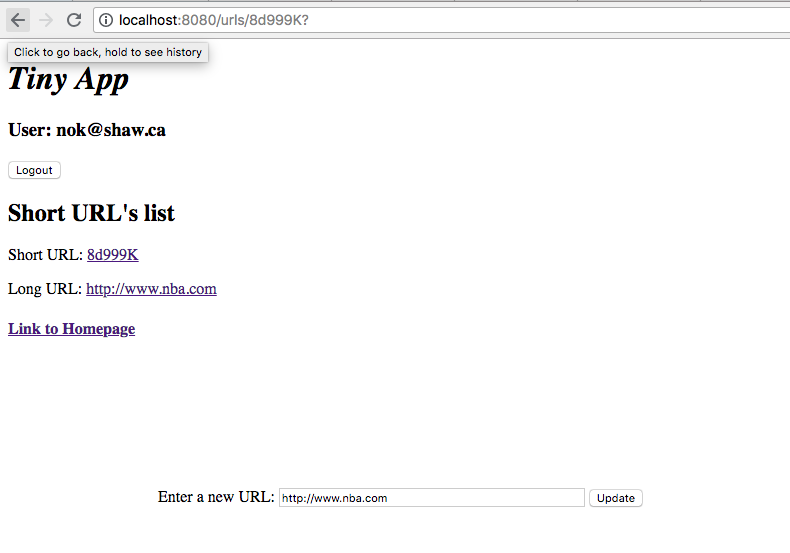 localhost:8080/urls/8d999K?
Click to go back, hold to see history
Tiny App
User: nok@shaw.ca
Logout
Short URL's list
Short URL: 8d999K
Long URL: http://www.nba.com
Link to Homepage
Enter a new URL: http://www.nba.com Update